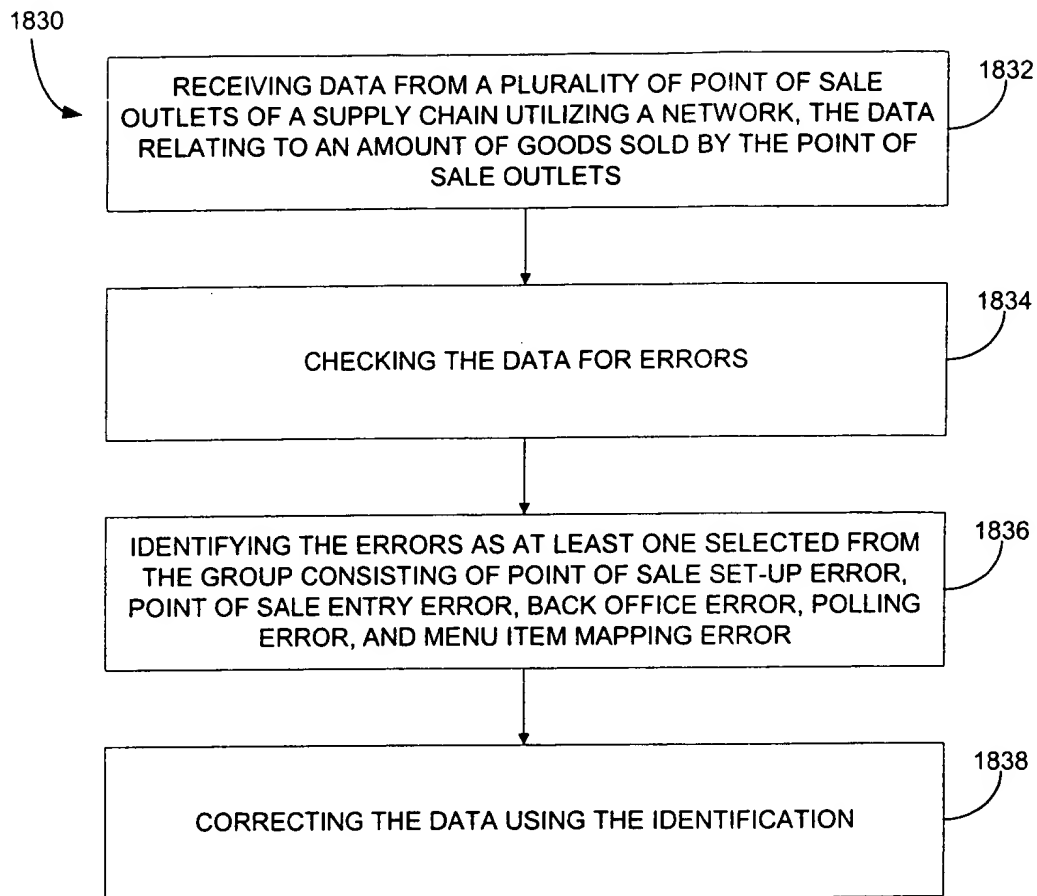 1830
RECEIVING DATA FROM A PLURALITY OF POINT OF SALE
OUTLETS OF A SUPPLY CHAIN UTILIZING A NETWORK, THE DATA
RELATING TO AN AMOUNT OF GOODS SOLD BY THE POINT OF
SALE OUTLETS
1832
CHECKING THE DATA FOR ERRORS
1834
IDENTIFYING THE ERRORS AS AT LEAST ONE SELECTED FROM
THE GROUP CONSISTING OF POINT OF SALE SET-UP ERROR,
POINT OF SALE ENTRY ERROR, BACK OFFICE ERROR, POLLING
ERROR, AND MENU ITEM MAPPING ERROR
1836
CORRECTING THE DATA USING THE IDENTIFICATION
1838